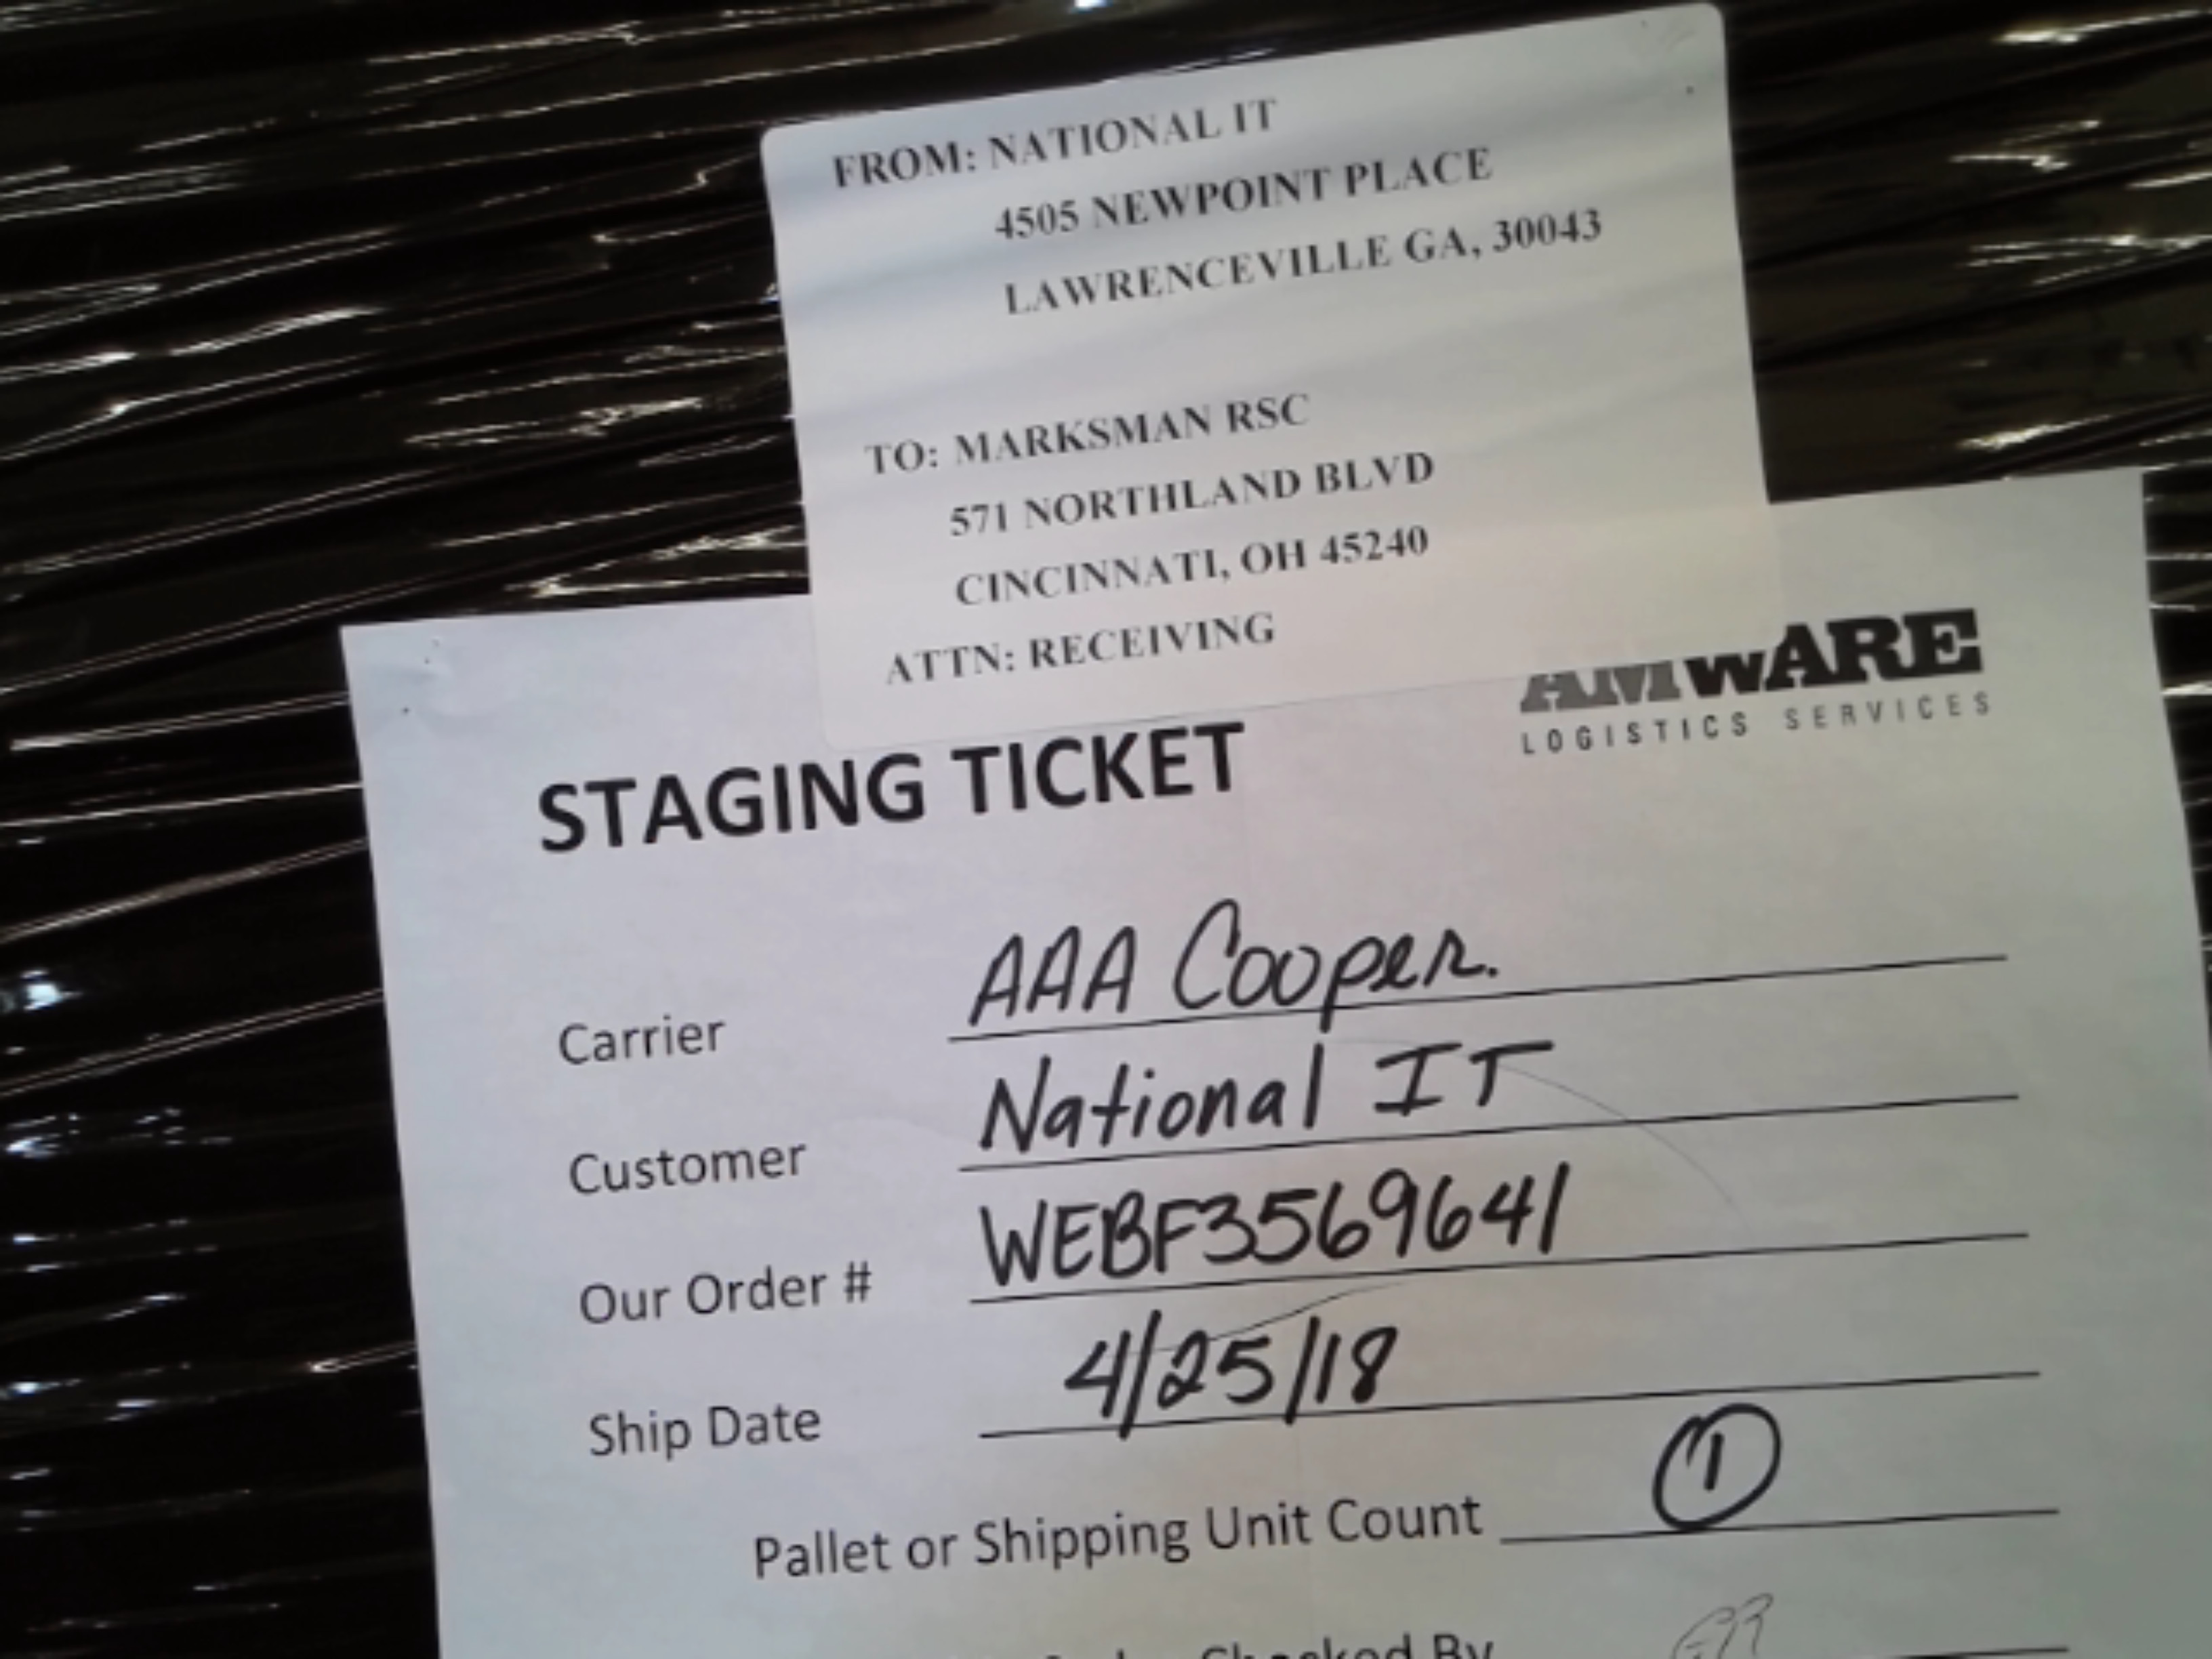 FROM: NATIONAL IT
4505 NEWPOINT PLACE
LAWRENCEVILLE GA, 30043
TO: MARKSMAN RSC
571 NORTHLAND BLVD
CINCINNATI, OH 45240
ATTN: RECEIVING
AMWARE
LOGISTICS SERVICES
STAGING TICKET
Carrier AAA Cooper.
Customer National IT
Our Order # WEBF3569641
Ship Date 4/25/18
Pallet or Shipping Unit Count 1
Checked By